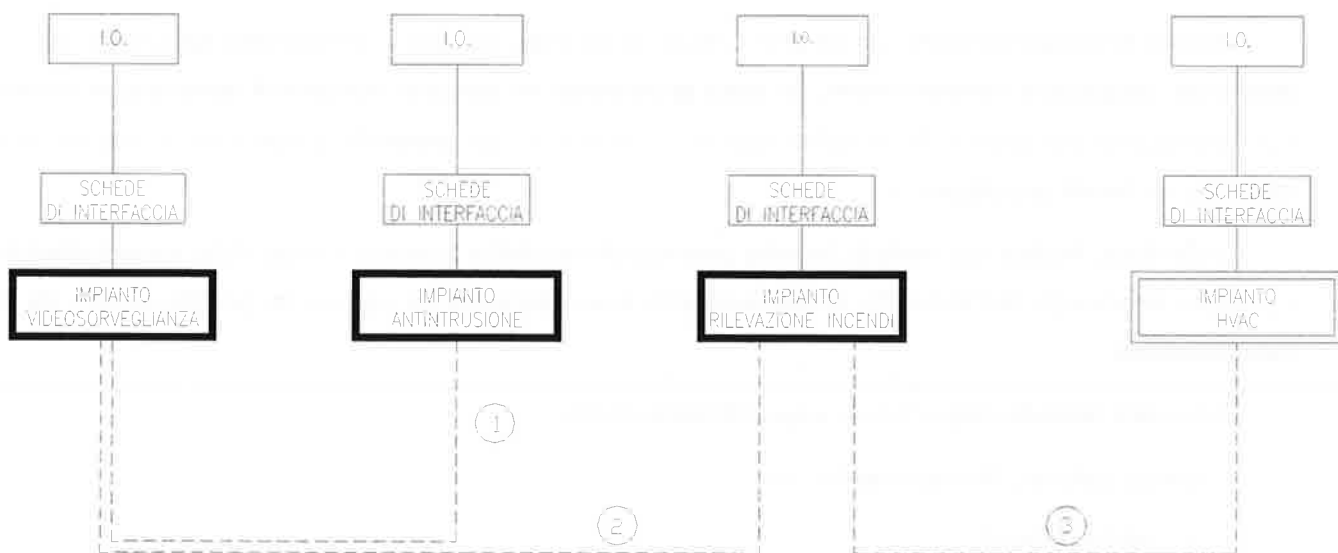 I.O.
I.O.
I.O.
I.O.
SCHEDE
DI INTERFACCIA
SCHEDE
DI INTERFACCIA
SCHEDE
DI INTERFACCIA
SCHEDE
DI INTERFACCIA
IMPIANTO
VIDEOSORVEGLIANZA
IMPIANTO
ANTINTRUSIONE
IMPIANTO
RILEVAZIONE INCENDI
IMPIANTO
HVAC
1
2
3